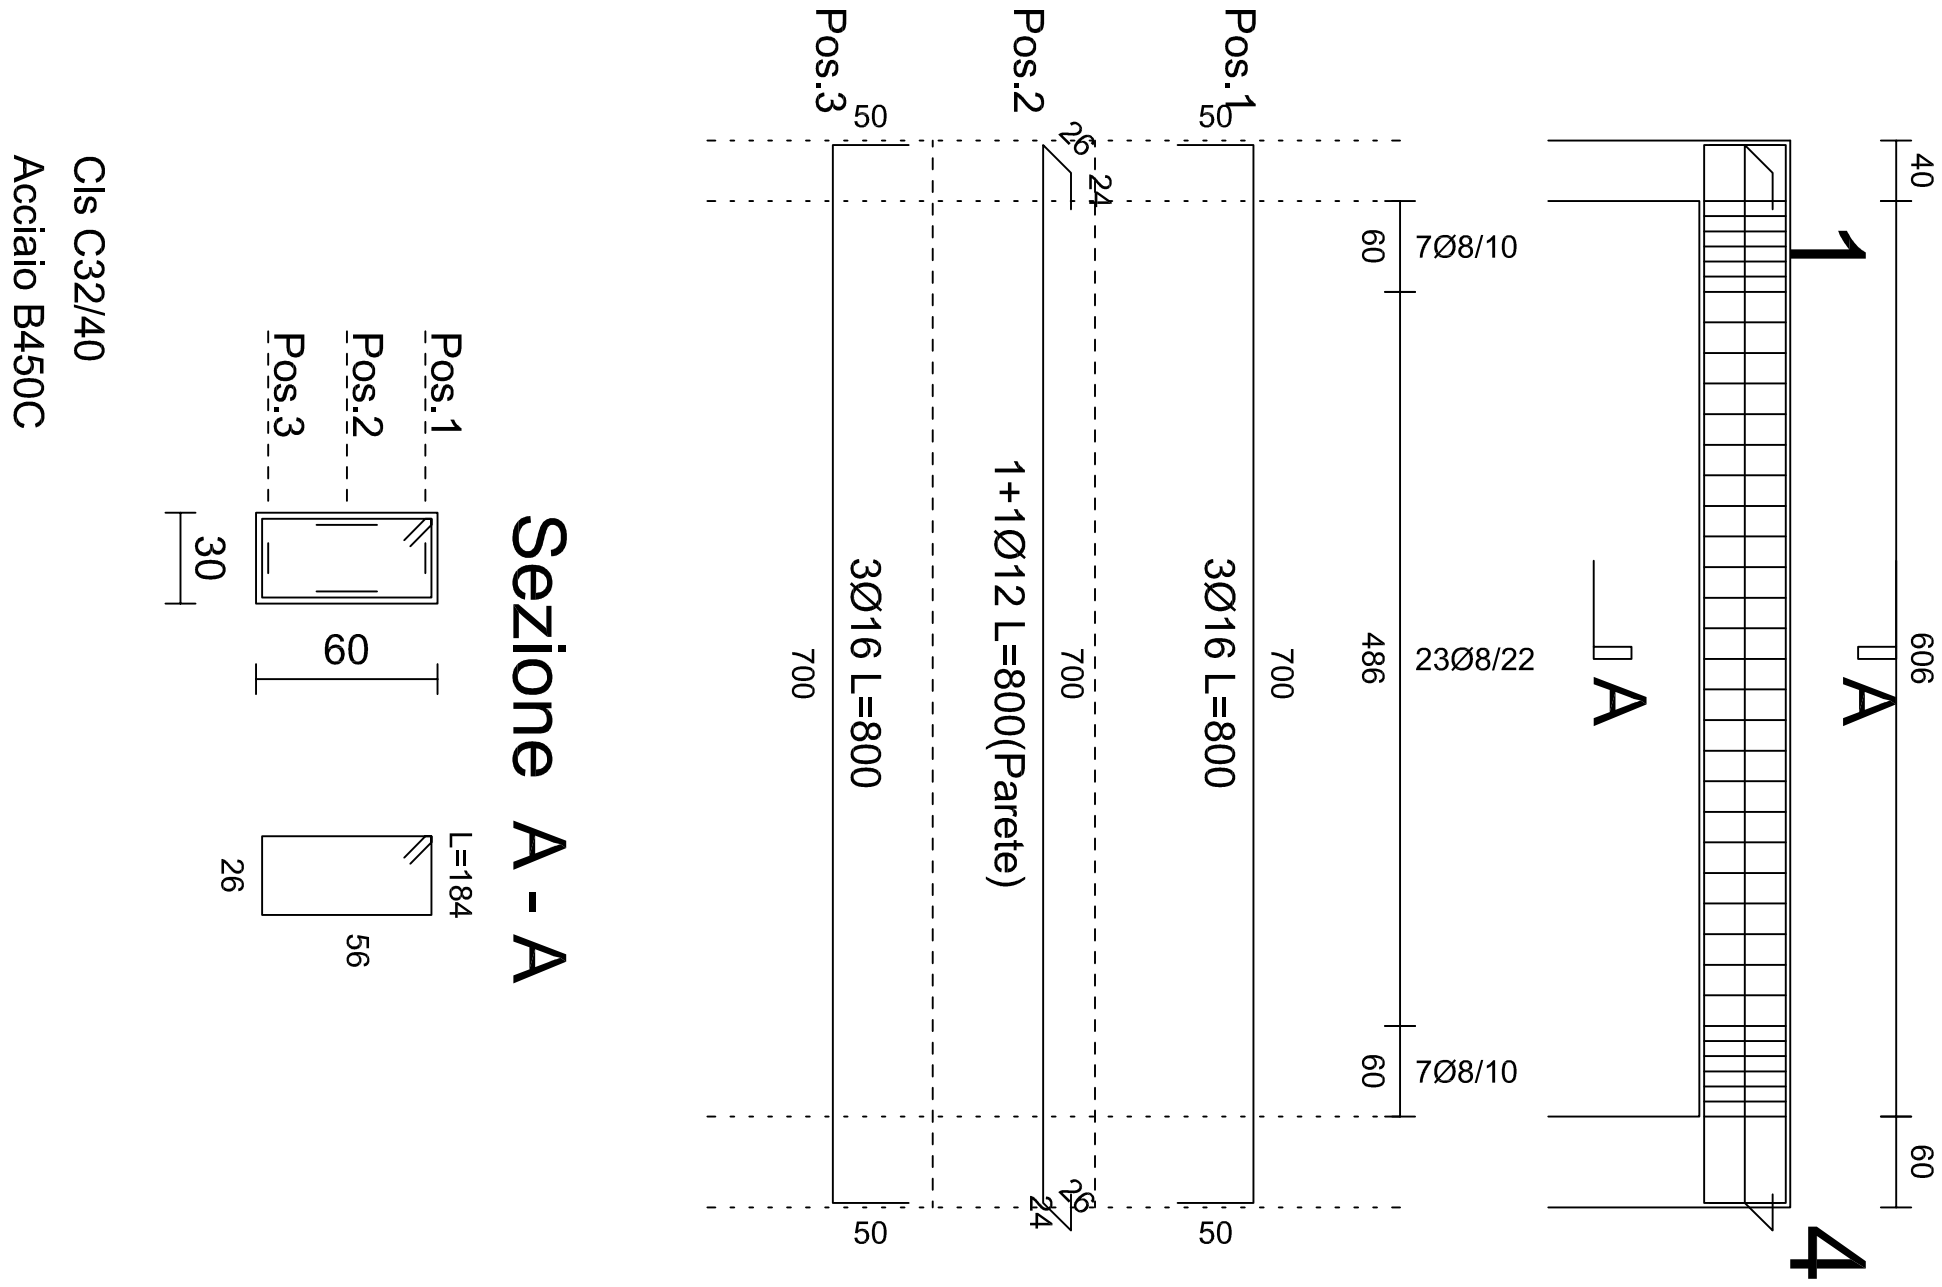 40
606
60
1
4
A
A
60
7Ø8/10
486
23Ø8/22
60
7Ø8/10
Pos.1
50
700
3Ø16 L=800
50
Pos.2
26
24
700
1+1Ø12 L=800(Parete)
26
24
Pos.3
50
3Ø16 L=800
700
50
Sezione A - A
Pos.1
Pos.2
Pos.3
60
30
L=184
56
26
Cls C32/40
Acciaio B450C